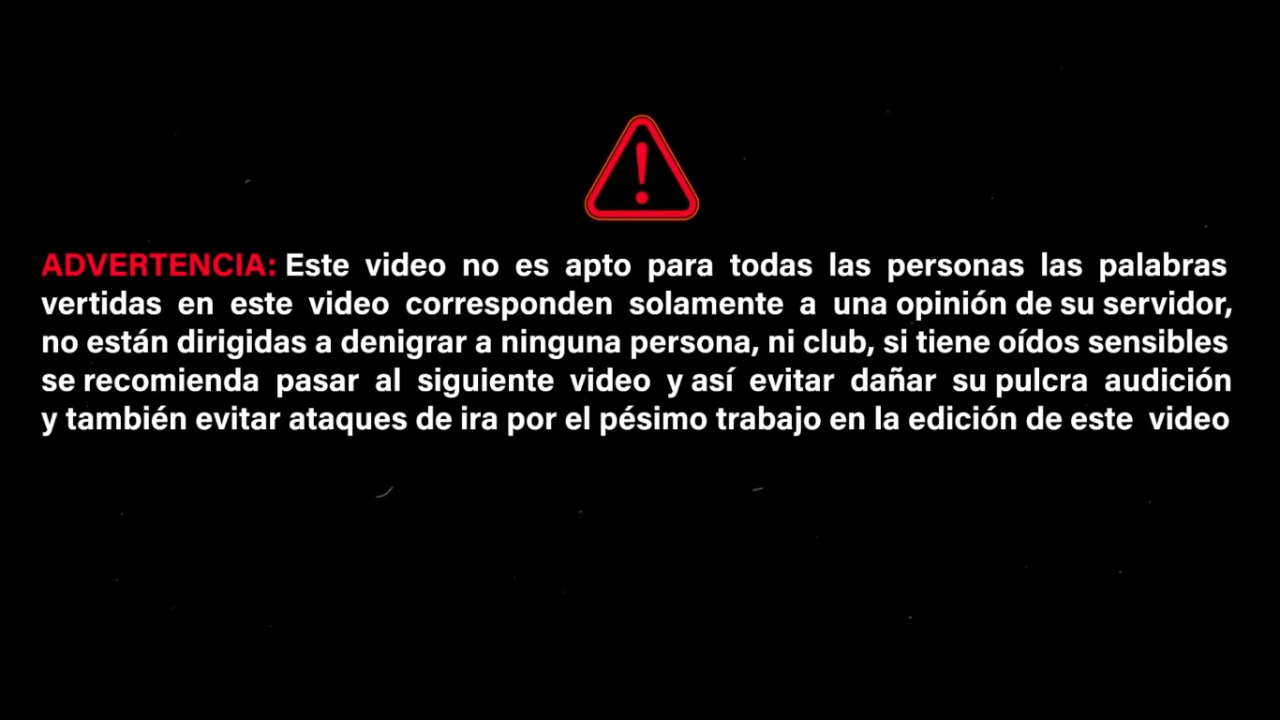 ADVERTENCIA: Este video no es apto para todas las personas las palabras
vertidas en este video corresponden solamente a una opinión de su servidor,
no están dirigidas a denigrar a ninguna persona, ni club, si tiene oídos sensibles
se recomienda pasar al siguiente video y así evitar dañar su pulcra audición
y también evitar ataques de ira por el pésimo trabajo en la edición de este video